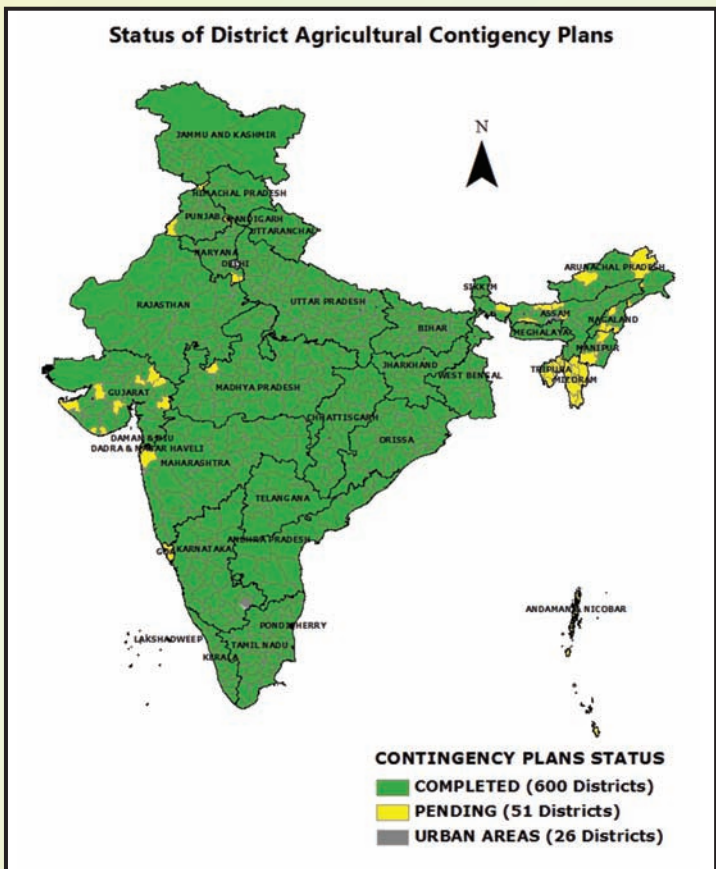 Status of District Agricultural Contigency Plans
N
JAMMU AND KASHMIR
HIMACHAL PRADESH
PUNJAB
CHANDIGARH
UTTARANCHAL
HARYANA
DELHI
ARUNACHAL PRADESH
SIKKIM
RAJASTHAN
UTTAR PRADESH
ASSAM
NAGALAND
BIHAR
MEGHALAYA
MANIPUR
JHARKHAND
TRIPURA
GUJARAT
MADHYA PRADESH
WEST BENGAL
MIZORAM
CHHATTISGARH
DAMAN & DIU
ORISSA
DADRA & NAGAR HAVELI
MAHARASHTRA
TELANGANA
ANDHRA PRADESH
GOA
KARNATAKA
ANDAMAN & NICOBAR
PONDICHERRY
LAKSHADWEEP
TAMIL NADU
KERALA
CONTINGENCY PLANS STATUS
COMPLETED (600 Districts)
PENDING (51 Districts)
URBAN AREAS (26 Districts)